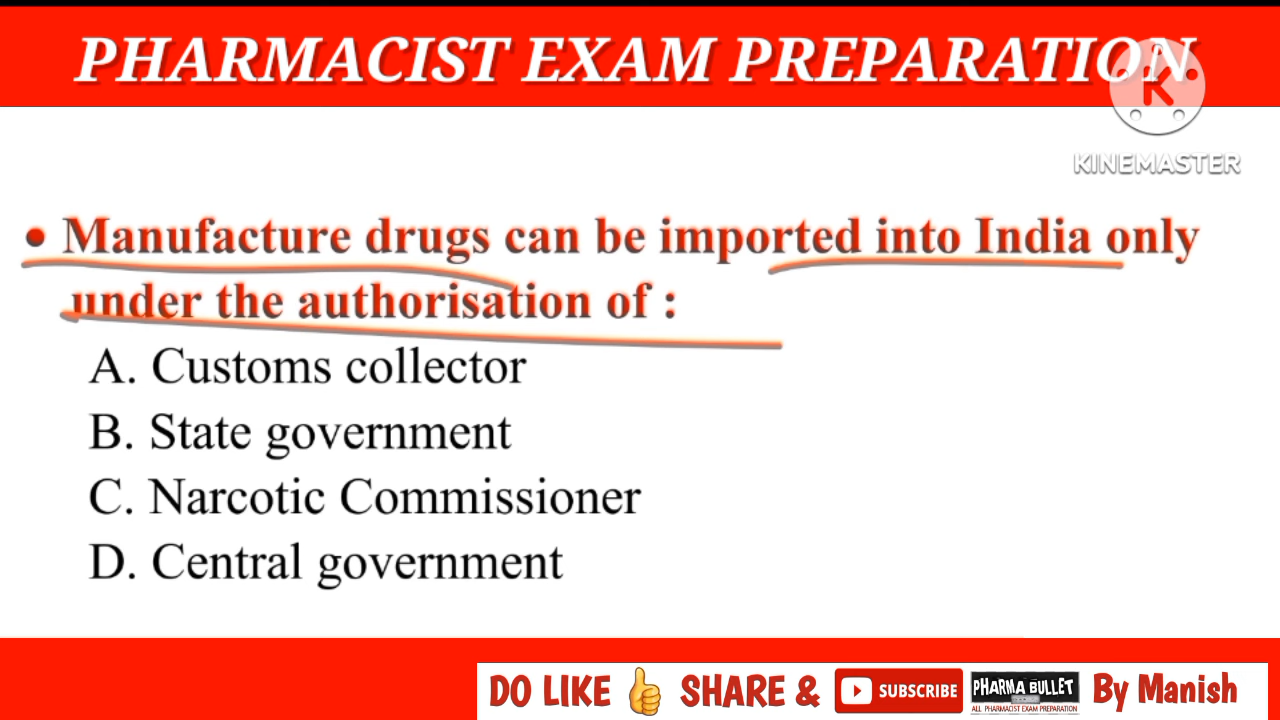 PHARMACIST EXAM PREPARATION
KINEMASTER
• Manufacture drugs can be imported into India only
under the authorisation of :
A. Customs collector
B. State government
C. Narcotic Commissioner
D. Central government
DO LIKE 👍 SHARE & SUBSCRIBE PHARMA BULLET By Manish
ALL PHARMACIST EXAM PREPARATION